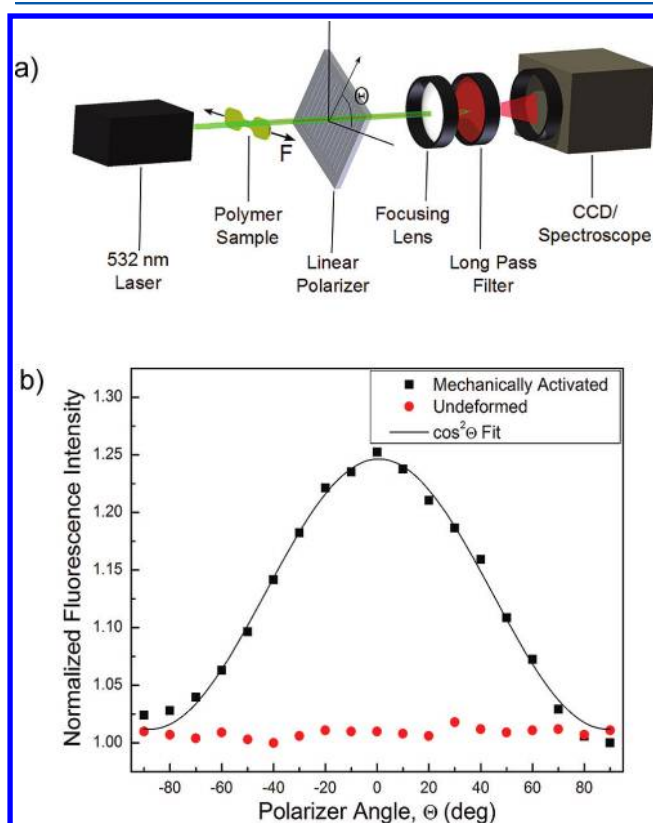 a)
Θ
F
Polymer
Sample
Focusing
Lens
CCD/
Spectroscope
532 nm
Laser
Linear
Polarizer
Long Pass
Filter
b)
Normalized Fluorescence Intensity
1.30
1.25
1.20
1.15
1.10
1.05
1.00
Mechanically Activated
Undeformed
cos²Θ Fit
-80 -60 -40 -20 0 20 40 60 80
Polarizer Angle, Θ (deg)